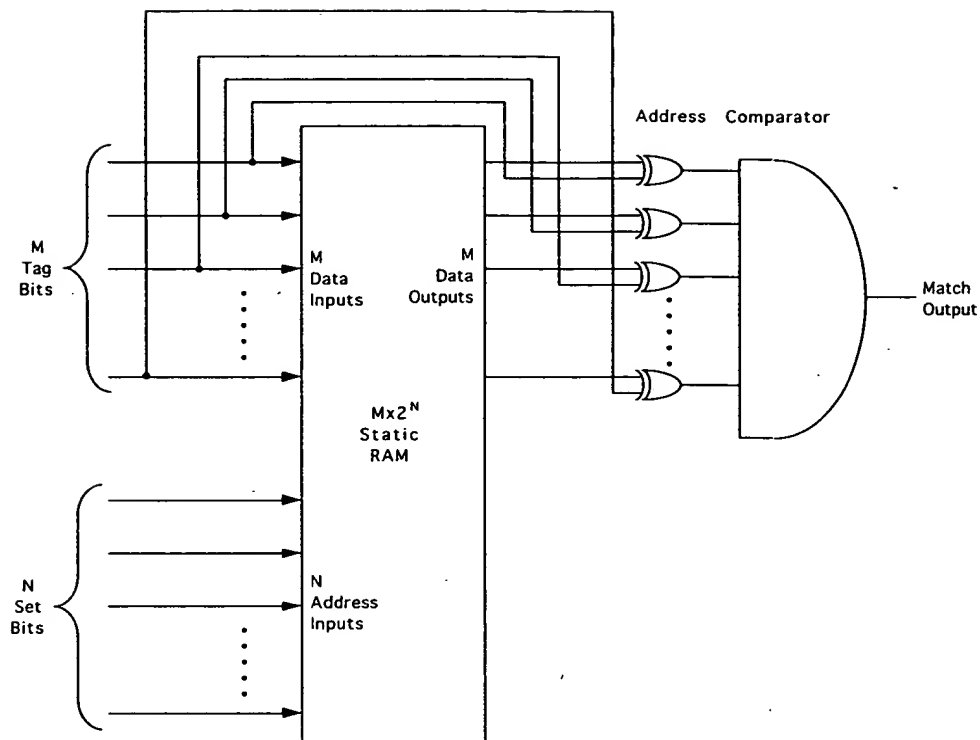 Address Comparator
M
Tag
Bits
M
Data
Inputs
M
Data
Outputs
Match
Output
Mx2^N
Static
RAM
N
Set
Bits
N
Address
Inputs